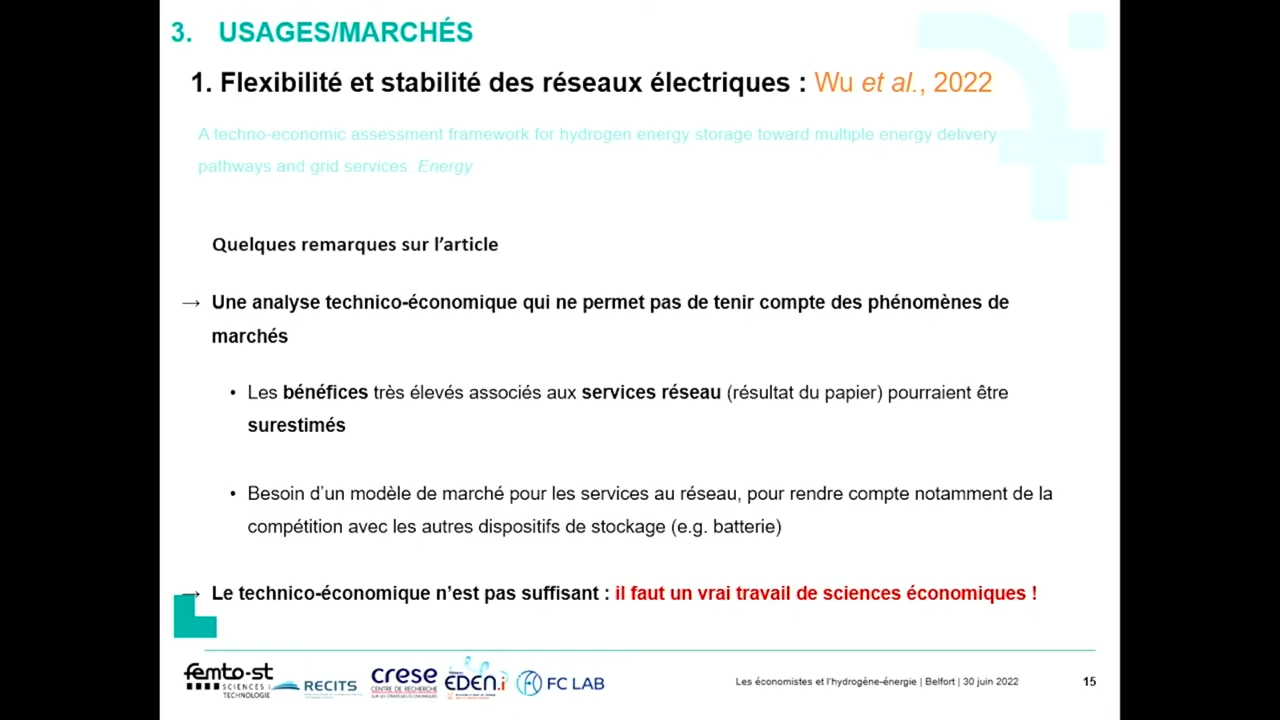 3. USAGES/MARCHÉS
1. Flexibilité et stabilité des réseaux électriques : Wu et al., 2022
A techno-economic assessment framework for hydrogen energy storage toward multiple energy delivery
pathways and grid services Energy
Quelques remarques sur l'article
→ Une analyse technico-économique qui ne permet pas de tenir compte des phénomènes de
marchés
• Les bénéfices très élevés associés aux services réseau (résultat du papier) pourraient être
surestimés
• Besoin d'un modèle de marché pour les services au réseau, pour rendre compte notamment de la
compétition avec les autres dispositifs de stockage (e.g. batterie)
→ Le technico-économique n'est pas suffisant : il faut un vrai travail de sciences économiques !
femto-st
SCIENCES &
TECHNOLOGIE
RECITS
crese
CENTRE DE RECHERCHE
SUR LES STRATÉGIES ÉCONOMIQUES
EDEN.i
FC LAB
Les économistes et l'hydrogène-énergie | Belfort | 30 juin 2022
15